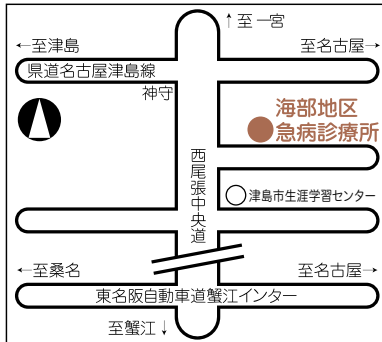 ↑至一宮
←至津島
至名古屋→
県道名古屋津島線
神守
海部地区
急病診療所
西尾張中央道
津島市生涯学習センター
←至桑名
至名古屋→
東名阪自動車道蟹江インター
至蟹江↓